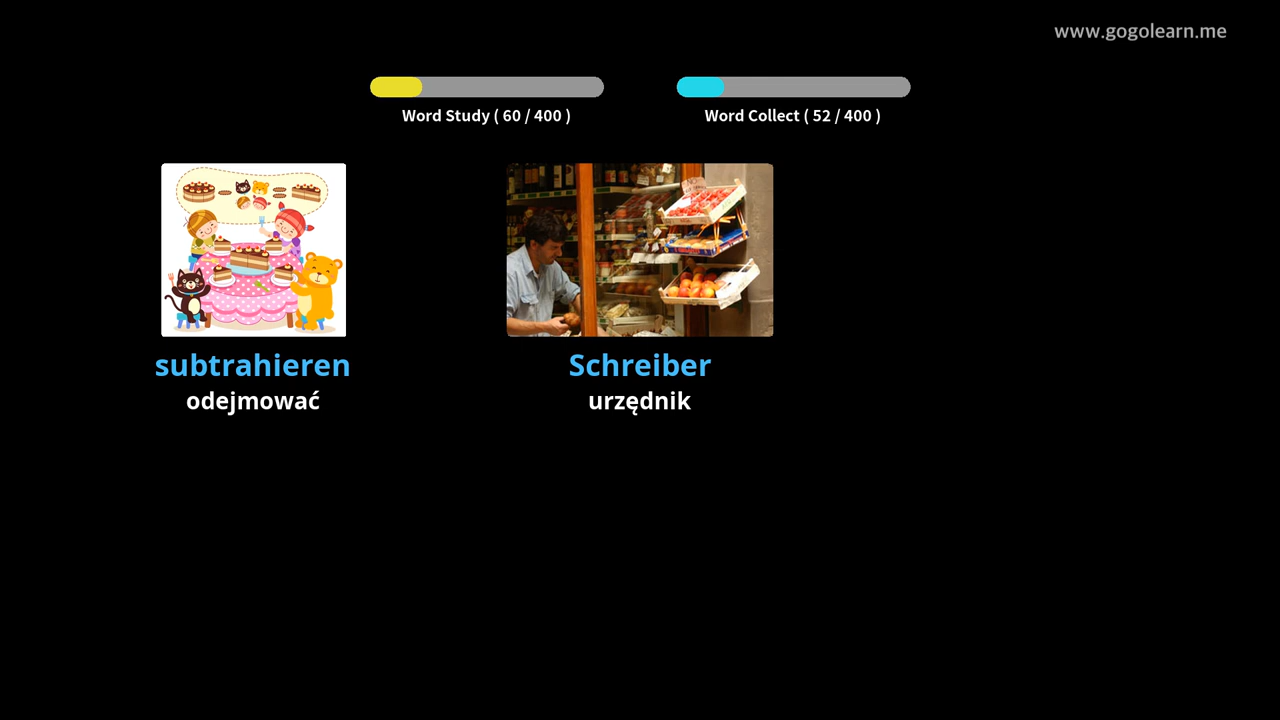 www.gogolearn.me
Word Study ( 60 / 400 )
Word Collect ( 52 / 400 )
subtrahieren
odejmować
Schreiber
urzędnik